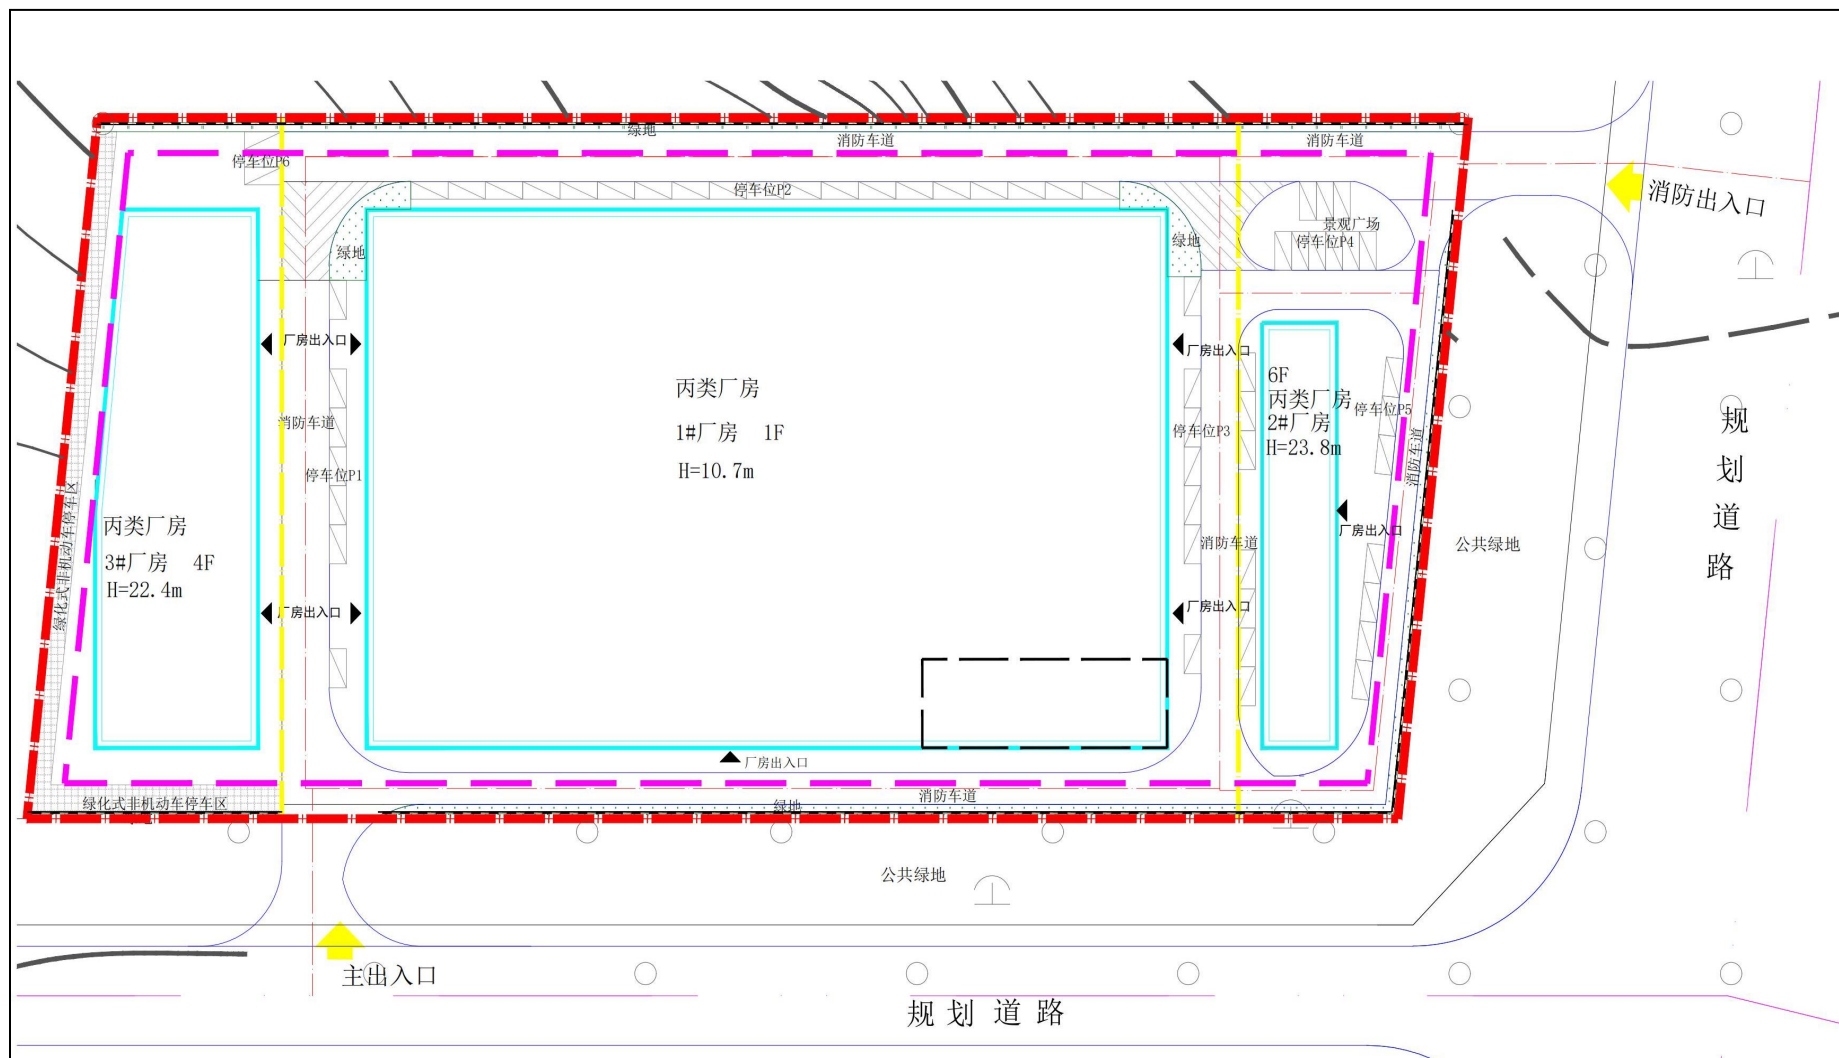 绿地
消防车道
消防车道
停车位P6
停车位P2
消防出入口
景观广场
停车位P4
绿地
绿地
厂房出入口
厂房出入口
6F
丙类厂房
2#厂房
H=23.8m
丙类厂房
1#厂房 1F
H=10.7m
消防车道
停车位P1
停车位P3
停车位P5
消防车道
规划道路
绿化式非机动车停车区
丙类厂房
3#厂房 4F
H=22.4m
消防车道
厂房出入口
公共绿地
厂房出入口
厂房出入口
厂房出入口
绿化式非机动车停车区
绿地
消防车道
公共绿地
主出入口
规划道路